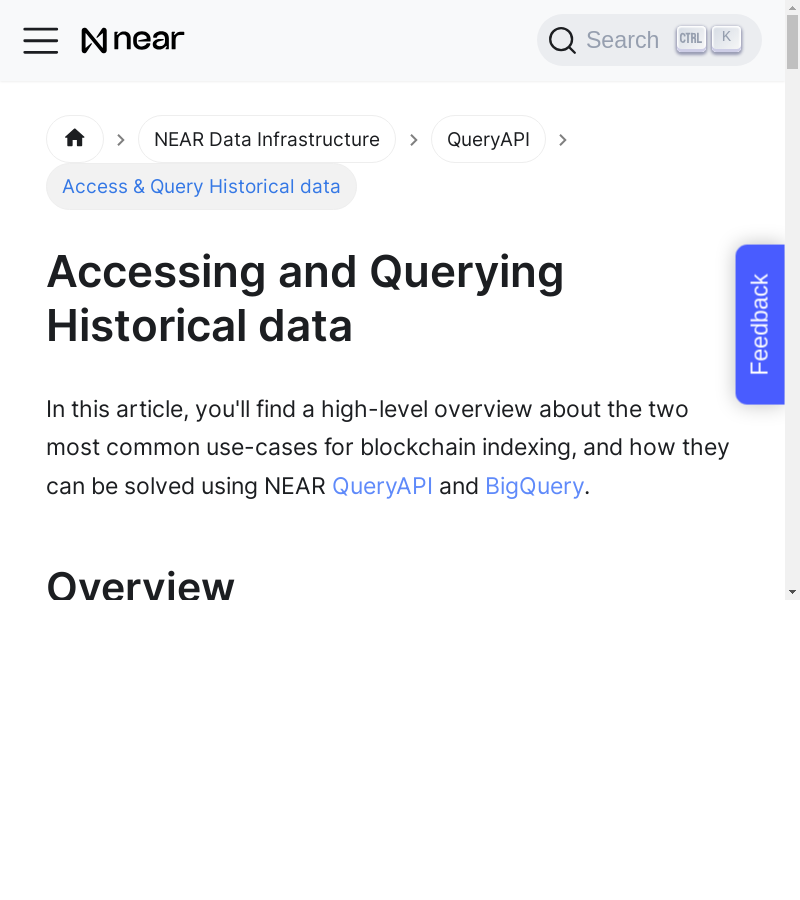 near
Search CTRL K
NEAR Data Infrastructure QueryAPI
Access & Query Historical data
Accessing and Querying
Historical data
Feedback
In this article, you'll find a high-level overview about the two
most common use-cases for blockchain indexing, and how they
can be solved using NEAR QueryAPI and BigQuery.
Overview